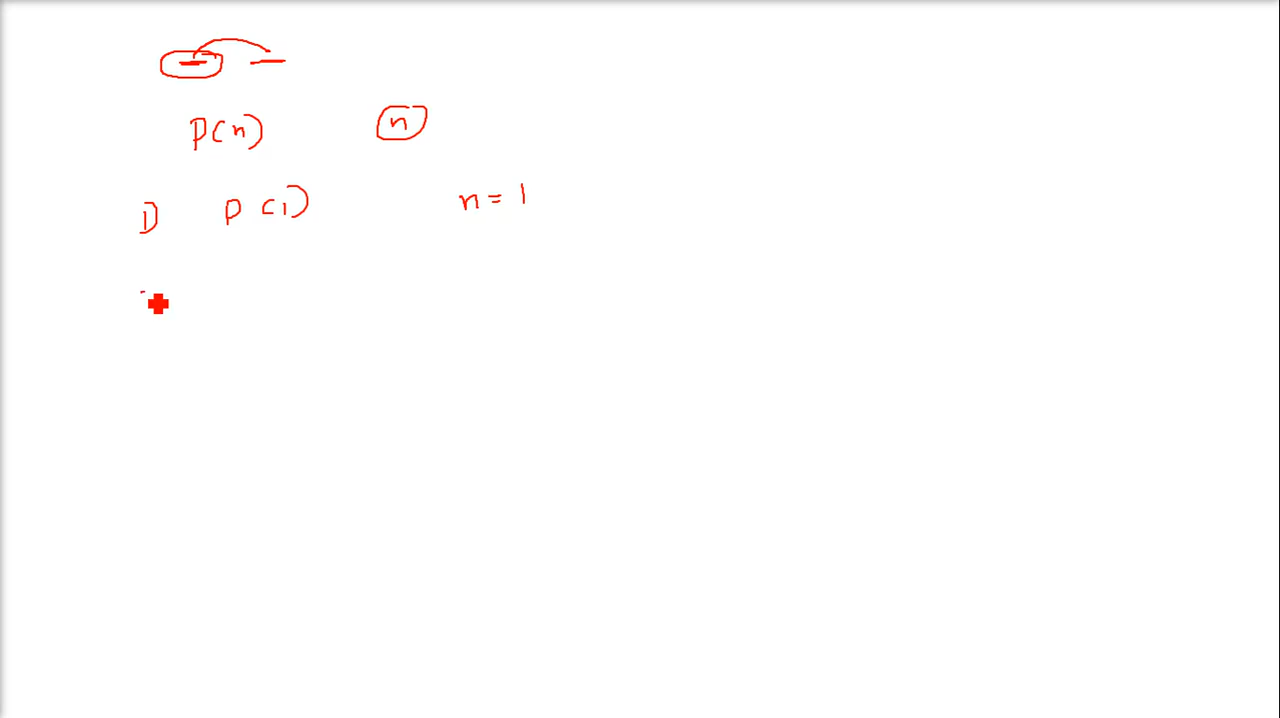 P(n) n
1) P(1) n = 1